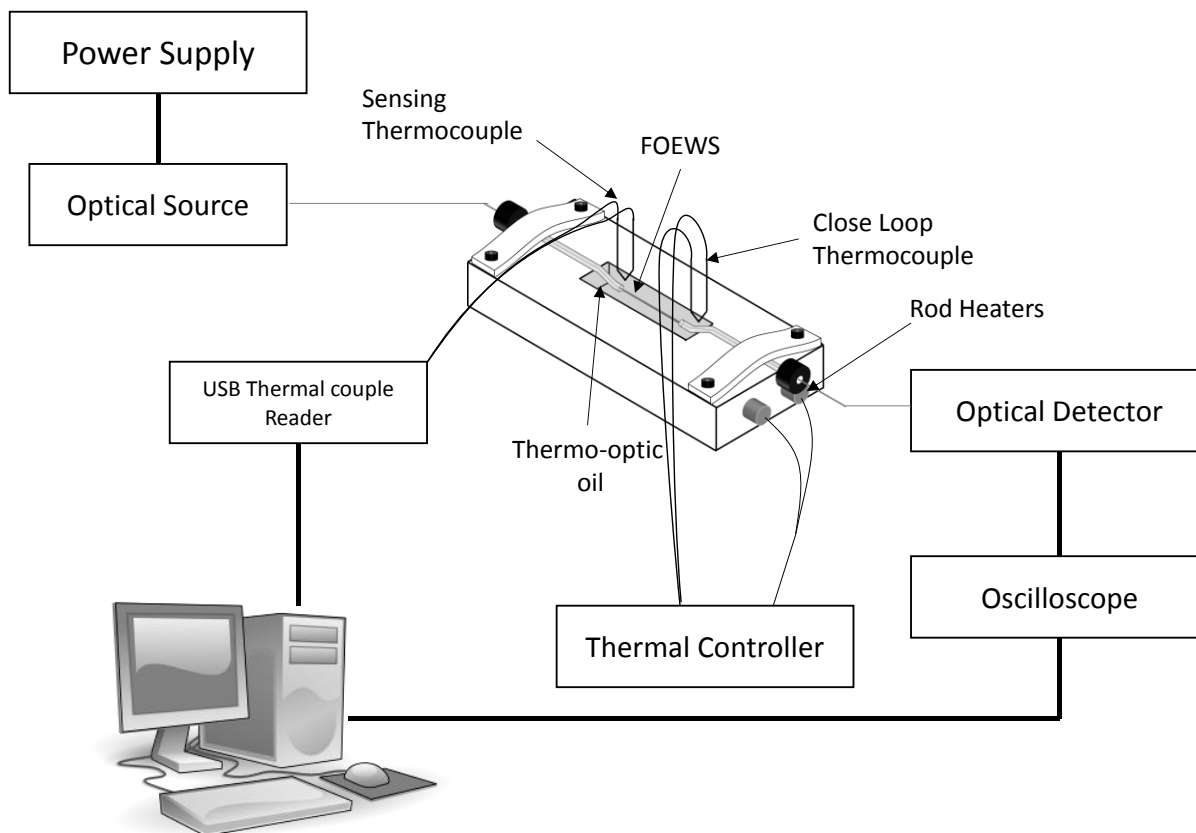 Power Supply
Sensing
Thermocouple
FOEWS
Optical Source
Close Loop
Thermocouple
Rod Heaters
USB Thermal couple
Reader
Optical Detector
Thermo-optic
oil
Oscilloscope
Thermal Controller